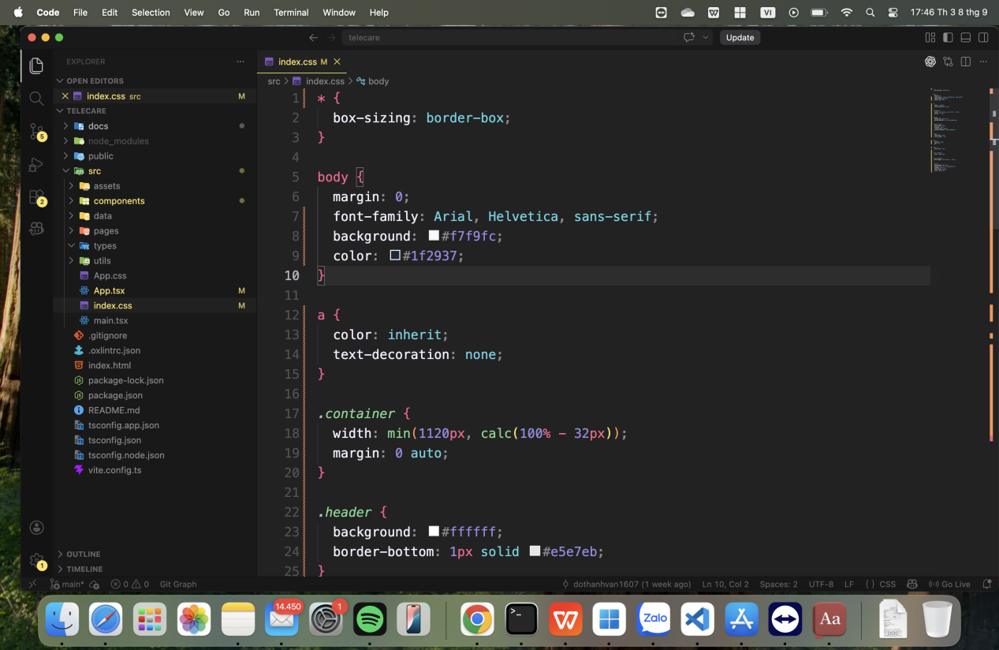 Code File Edit Selection View Go Run Terminal Window Help VI 17:46 Th 3 8 thg 9
telecare Update
EXPLORER
OPEN EDITORS
index.css src M
TELECARE
docs
node_modules
public
src
assets
components
data
pages
types
utils
App.css
App.tsx M
index.css M
main.tsx
.gitignore
.oxlintrc.json
index.html
package-lock.json
package.json
README.md
tsconfig.app.json
tsconfig.json
tsconfig.node.json
vite.config.ts
OUTLINE
TIMELINE
5
2
1
index.css M
src > index.css > body
1 * {
2 box-sizing: border-box;
3 }
4
5 body {
6 margin: 0;
7 font-family: Arial, Helvetica, sans-serif;
8 background: #f7f9fc;
9 color: #1f2937;
10 }
11
12 a {
13 color: inherit;
14 text-decoration: none;
15 }
16
17 .container {
18 width: min(1120px, calc(100% - 32px));
19 margin: 0 auto;
20 }
21
22 .header {
23 background: #ffffff;
24 border-bottom: 1px solid #e5e7eb;
25 }
main* 0 0 Git Graph dothanhvan1607 (1 week ago) Ln 10, Col 2 Spaces: 2 UTF-8 LF { } CSS Go Live
14.450 1
Zalo Aa
DOC